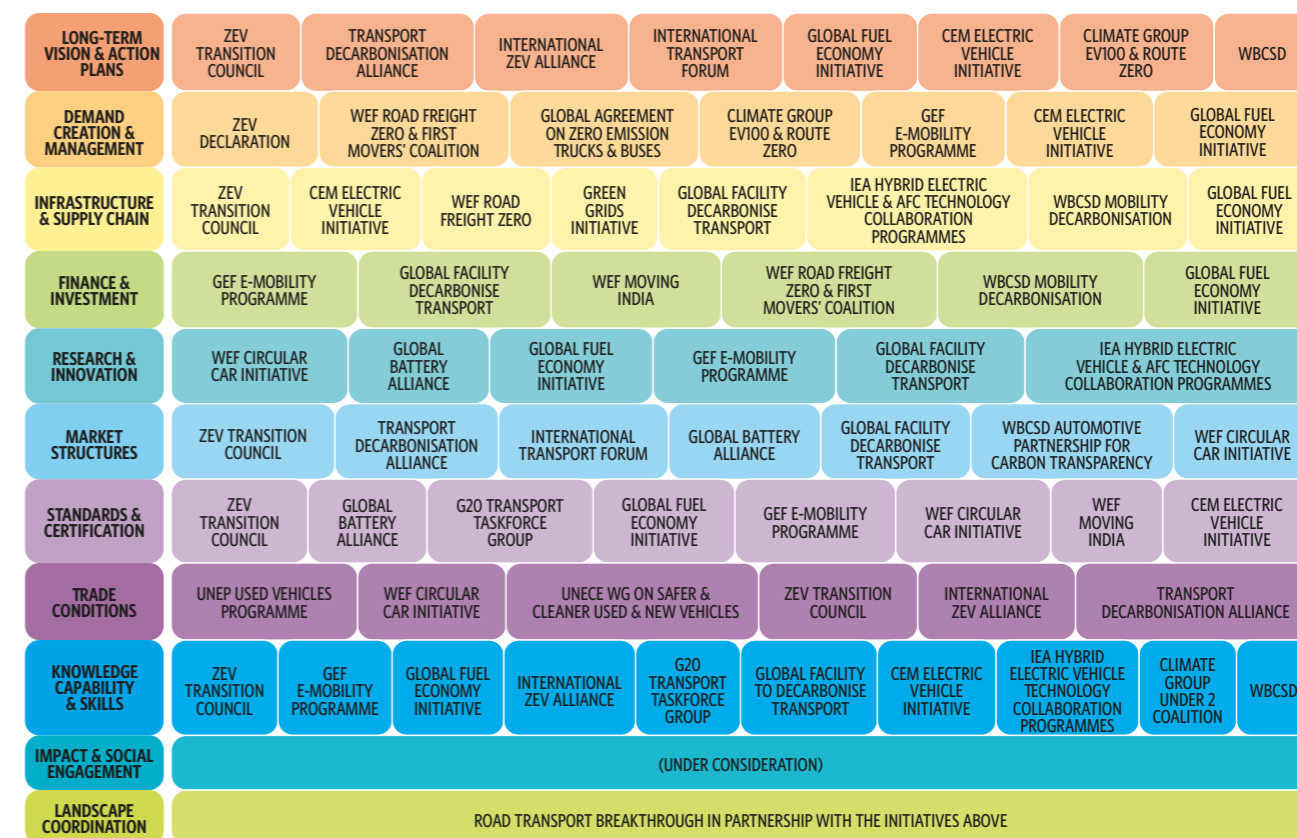 LONG-TERM
VISION & ACTION
PLANS
ZEV
TRANSITION
COUNCIL
TRANSPORT
DECARBONISATION
ALLIANCE
INTERNATIONAL
ZEV ALLIANCE
INTERNATIONAL
TRANSPORT
FORUM
GLOBAL FUEL
ECONOMY
INITIATIVE
CEM ELECTRIC
VEHICLE
INITIATIVE
CLIMATE GROUP
EV100 & ROUTE
ZERO
WBCSD
DEMAND
CREATION &
MANAGEMENT
ZEV
DECLARATION
WEF ROAD FREIGHT
ZERO & FIRST
MOVERS' COALITION
GLOBAL AGREEMENT
ON ZERO EMISSION
TRUCKS & BUSES
CLIMATE GROUP
EV100 & ROUTE
ZERO
GEF
E-MOBILITY
PROGRAMME
CEM ELECTRIC
VEHICLE
INITIATIVE
GLOBAL FUEL
ECONOMY
INITIATIVE
INFRASTRUCTURE
& SUPPLY CHAIN
ZEV
TRANSITION
COUNCIL
CEM ELECTRIC
VEHICLE
INITIATIVE
WEF ROAD
FREIGHT ZERO
GREEN
GRIDS
INITIATIVE
GLOBAL FACILITY
DECARBONISE
TRANSPORT
IEA HYBRID ELECTRIC
VEHICLE & AFC TECHNOLOGY
COLLABORATION
PROGRAMMES
WBCSD MOBILITY
DECARBONISATION
GLOBAL FUEL
ECONOMY
INITIATIVE
FINANCE &
INVESTMENT
GEF E-MOBILITY
PROGRAMME
GLOBAL FACILITY
DECARBONISE
TRANSPORT
WEF MOVING
INDIA
WEF ROAD FREIGHT
ZERO & FIRST
MOVERS' COALITION
WBCSD MOBILITY
DECARBONISATION
GLOBAL FUEL
ECONOMY
INITIATIVE
RESEARCH &
INNOVATION
WEF CIRCULAR
CAR INITIATIVE
GLOBAL
BATTERY
ALLIANCE
GLOBAL FUEL
ECONOMY
INITIATIVE
GEF E-MOBILITY
PROGRAMME
GLOBAL FACILITY
DECARBONISE
TRANSPORT
IEA HYBRID ELECTRIC
VEHICLE & AFC TECHNOLOGY
COLLABORATION PROGRAMMES
MARKET
STRUCTURES
ZEV TRANSITION
COUNCIL
TRANSPORT
DECARBONISATION
ALLIANCE
INTERNATIONAL
TRANSPORT FORUM
GLOBAL BATTERY
ALLIANCE
GLOBAL FACILITY
DECARBONISE
TRANSPORT
WBCSD AUTOMOTIVE
PARTNERSHIP FOR
CARBON TRANSPARENCY
WEF CIRCULAR
CAR INITIATIVE
STANDARDS &
CERTIFICATION
ZEV
TRANSITION
COUNCIL
GLOBAL
BATTERY
ALLIANCE
G20 TRANSPORT
TASKFORCE
GROUP
GLOBAL FUEL
ECONOMY
INITIATIVE
GEF E-MOBILITY
PROGRAMME
WEF CIRCULAR
CAR INITIATIVE
WEF
MOVING
INDIA
CEM ELECTRIC
VEHICLE
INITIATIVE
TRADE
CONDITIONS
UNEP USED VEHICLES
PROGRAMME
WEF CIRCULAR
CAR INITIATIVE
UNECE WG ON SAFER &
CLEANER USED & NEW VEHICLES
ZEV TRANSITION
COUNCIL
INTERNATIONAL
ZEV ALLIANCE
TRANSPORT
DECARBONISATION ALLIANCE
KNOWLEDGE
CAPABILITY
& SKILLS
ZEV
TRANSITION
COUNCIL
GEF
E-MOBILITY
PROGRAMME
GLOBAL FUEL
ECONOMY
INITIATIVE
INTERNATIONAL
ZEV ALLIANCE
G20
TRANSPORT
TASKFORCE
GROUP
GLOBAL FACILITY
TO DECARBONISE
TRANSPORT
CEM ELECTRIC
VEHICLE
INITIATIVE
IEA HYBRID
ELECTRIC VEHICLE
TECHNOLOGY
COLLABORATION
PROGRAMMES
CLIMATE
GROUP
UNDER 2
COALITION
WBCSD
IMPACT & SOCIAL
ENGAGEMENT
(UNDER CONSIDERATION)
LANDSCAPE
COORDINATION
ROAD TRANSPORT BREAKTHROUGH IN PARTNERSHIP WITH THE INITIATIVES ABOVE